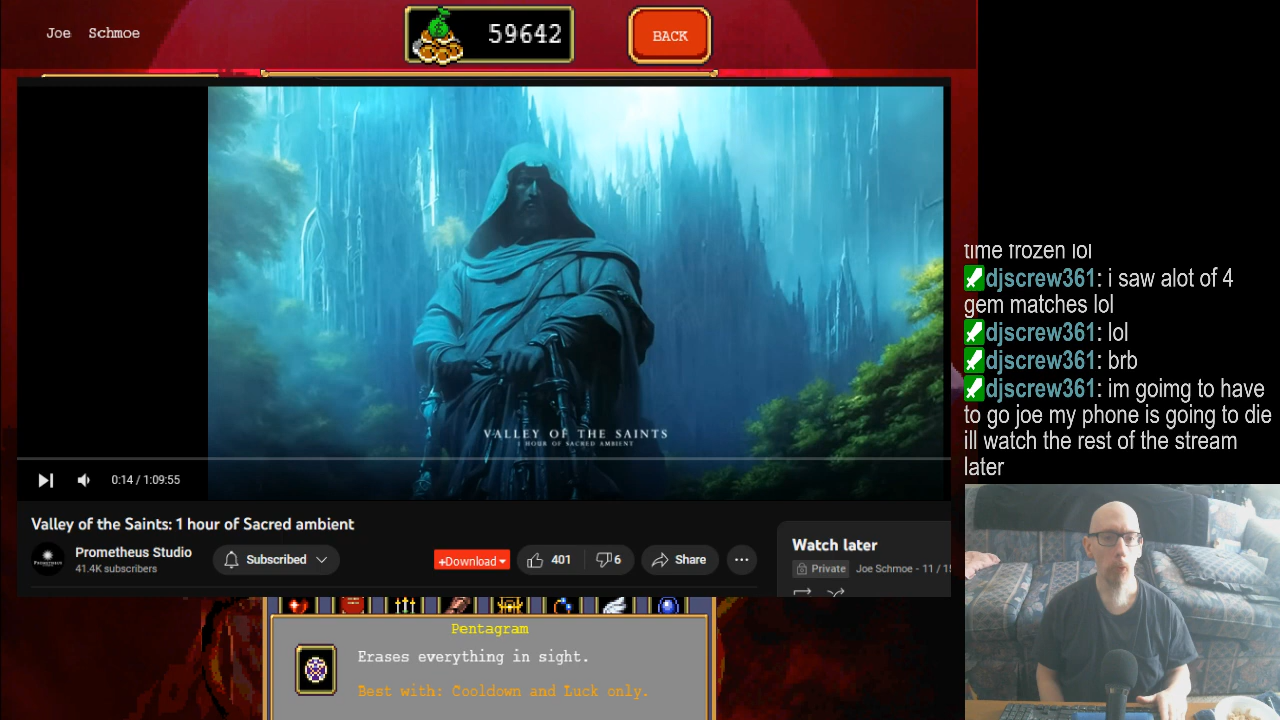 Joe Schmoe
59642
BACK
VALLEY OF THE SAINTS
1 HOUR OF SACRED AMBIENT
0:14 / 1:09:55
Valley of the Saints: 1 hour of Sacred ambient
Prometheus Studio
41.4K subscribers
Subscribed
+Download
401
6
Share
Watch later
Private
Joe Schmoe - 11 / 15
Pentagram
Erases everything in sight.
Best with: Cooldown and Luck only.
time frozen lol
djscrew361: i saw alot of 4
gem matches lol
djscrew361: lol
djscrew361: brb
djscrew361: im goimg to have
to go joe my phone is going to die
ill watch the rest of the stream
later